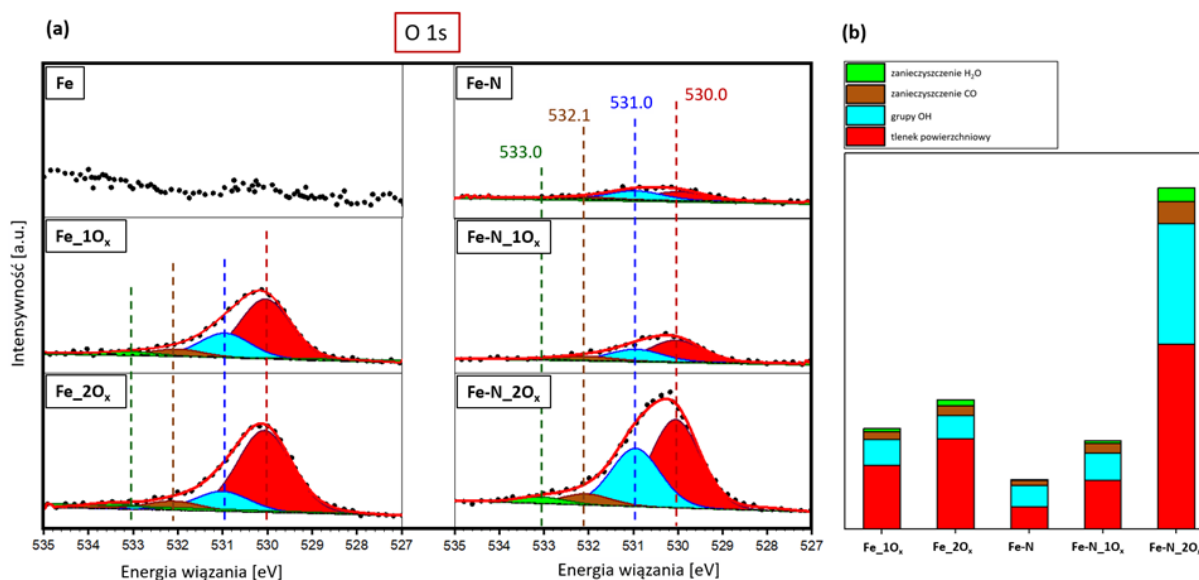 (a)
O 1s
Fe
Fe-N
533.0
532.1
531.0
530.0
Fe_1Oₓ
Fe-N_1Oₓ
Fe_2Oₓ
Fe-N_2Oₓ
Intensywność [a.u.]
535 534 533 532 531 530 529 528 527
Energia wiązania [eV]
535 534 533 532 531 530 529 528 527
Energia wiązania [eV]
(b)
zanieczyszczenie H₂O
zanieczyszczenie CO
grupy OH
tlenek powierzchniowy
Fe_1Oₓ Fe_2Oₓ Fe-N Fe-N_1Oₓ Fe-N_2Oₓ